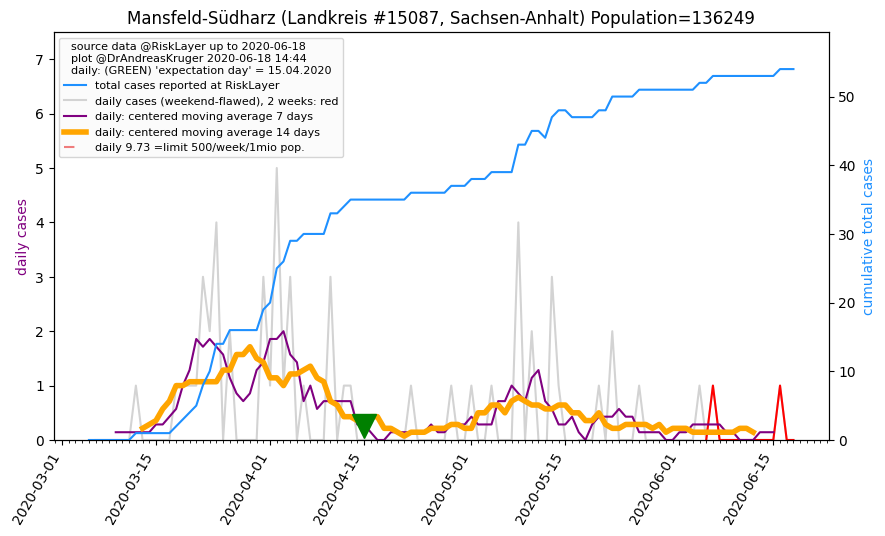 Mansfeld-Südharz (Landkreis #15087, Sachsen-Anhalt) Population=136249
source data @RiskLayer up to 2020-06-18
plot @DrAndreasKruger 2020-06-18 14:44
daily: (GREEN) 'expectation day' = 15.04.2020
total cases reported at RiskLayer
daily cases (weekend-flawed), 2 weeks: red
daily: centered moving average 7 days
daily: centered moving average 14 days
daily 9.73 =limit 500/week/1mio pop.
daily cases
7
6
5
4
3
2
1
0
cumulative total cases
50
40
30
20
10
0
2020-03-01
2020-03-15
2020-04-01
2020-04-15
2020-05-01
2020-05-15
2020-06-01
2020-06-15